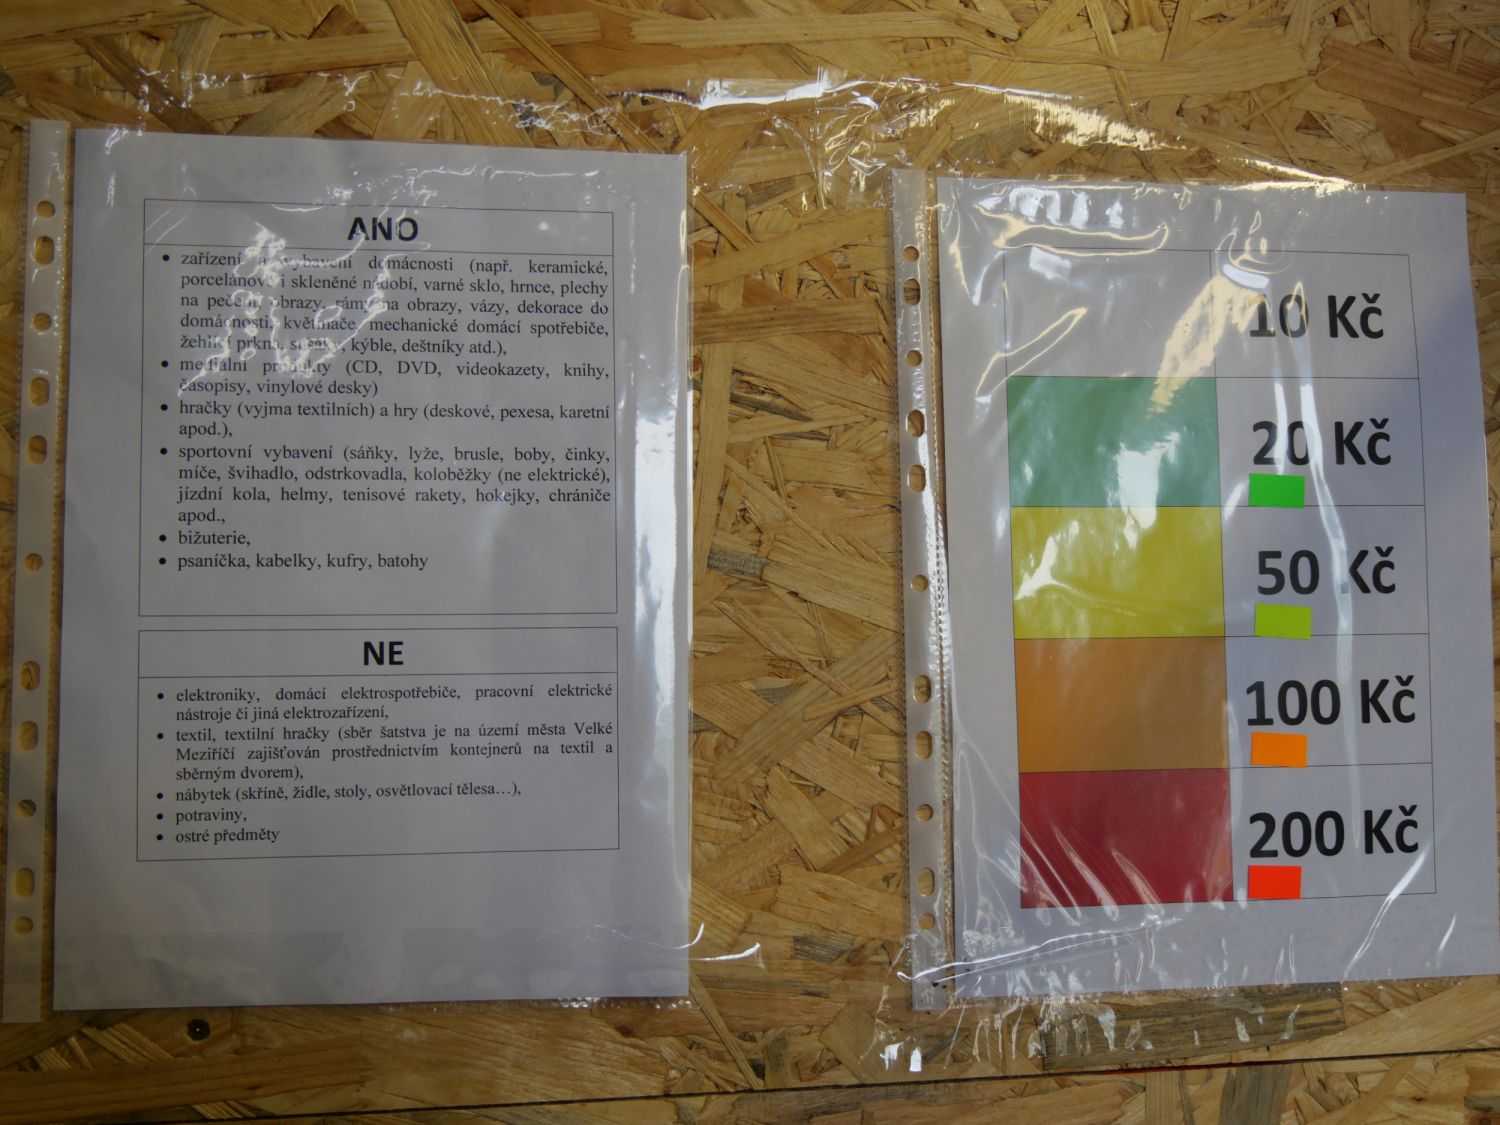 ANO
• zařízení a vybavení domácnosti (např. keramické,
porcelánové i skleněné nádobí, varné sklo, hrnce, plechy
na pečení, obrazy, rámy na obrazy, vázy, dekorace do
domácnosti, květináče, mechanické domácí spotřebiče,
žehlící prkna, sušáky, kýble, deštníky atd.),
• mediální produkty (CD, DVD, videokazety, knihy,
časopisy, vinylové desky)
• hračky (vyjma textilních) a hry (deskové, pexesa, karetní
apod.),
• sportovní vybavení (sáňky, lyže, brusle, boby, činky,
míče, švihadlo, odstrkovadla, koloběžky (ne elektrické),
jízdní kola, helmy, tenisové rakety, hokejky, chrániče
apod.,
• bižuterie,
• psaníčka, kabelky, kufry, batohy
NE
• elektroniky, domácí elektrospotřebiče, pracovní elektrické
nástroje či jiná elektrozařízení,
• textil, textilní hračky (sběr šatstva je na území města Velké
Meziříčí zajišťován prostřednictvím kontejnerů na textil a
sběrným dvorem),
• nábytek (skříně, židle, stoly, osvětlovací tělesa…),
• potraviny,
• ostré předměty
10 Kč
20 Kč
50 Kč
100 Kč
200 Kč